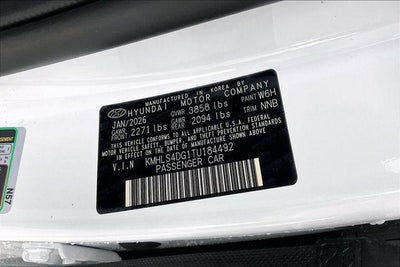 MANUFACTURED IN KOREA BY
HYUNDAI MOTOR COMPANY
JAN/2026 GVWR 3858 lbs PAINT W6H
GAWR FRONT 2271 lbs GAWR REAR 2094 lbs TRIM NNB
THIS VEHICLE CONFORMS TO ALL APPLICABLE U.S. FEDERAL MOTOR
VEHICLE SAFETY, BUMPER, AND THEFT PREVENTION STANDARDS
IN EFFECT ON THE DATE OF MANUFACTURE SHOWN ABOVE.
V.I.N KMHLS4DG1TU184492
PASSENGER CAR
N57